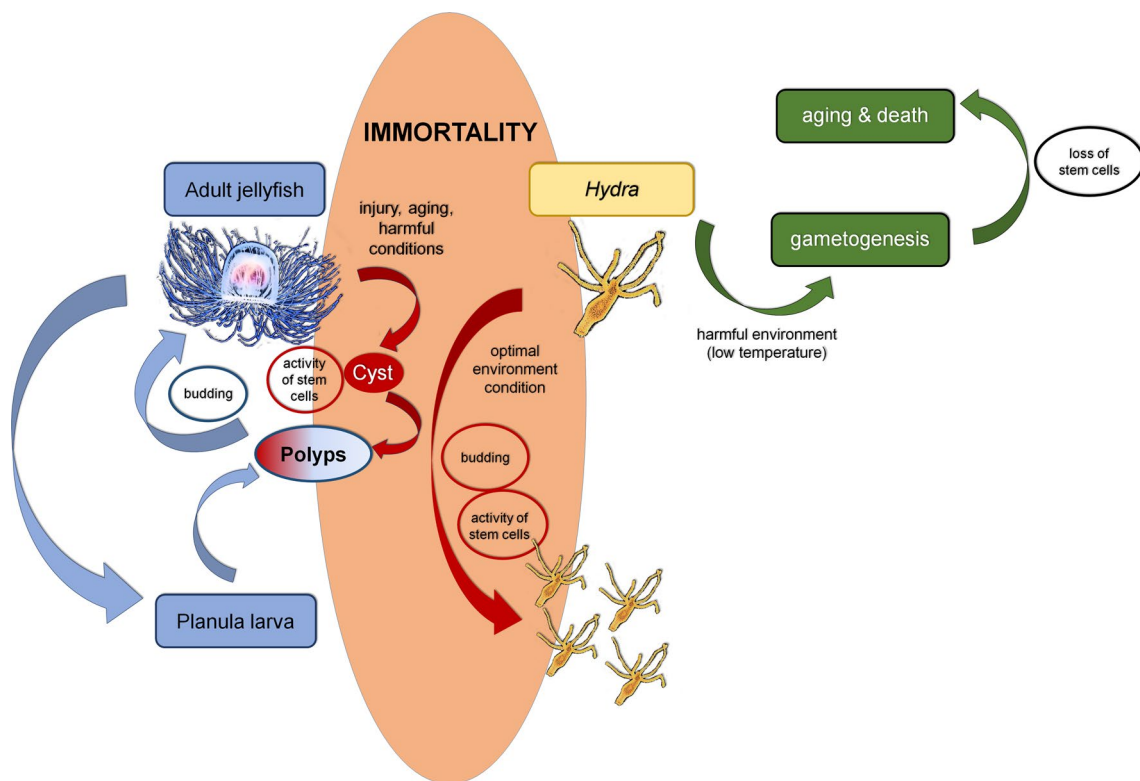 IMMORTALITY
Adult jellyfish
injury, aging,
harmful
conditions
activity
of stem
cells
Cyst
budding
Polyps
Planula larva
Hydra
optimal
environment
condition
budding
activity of
stem cells
harmful environment
(low temperature)
gametogenesis
loss of
stem cells
aging & death